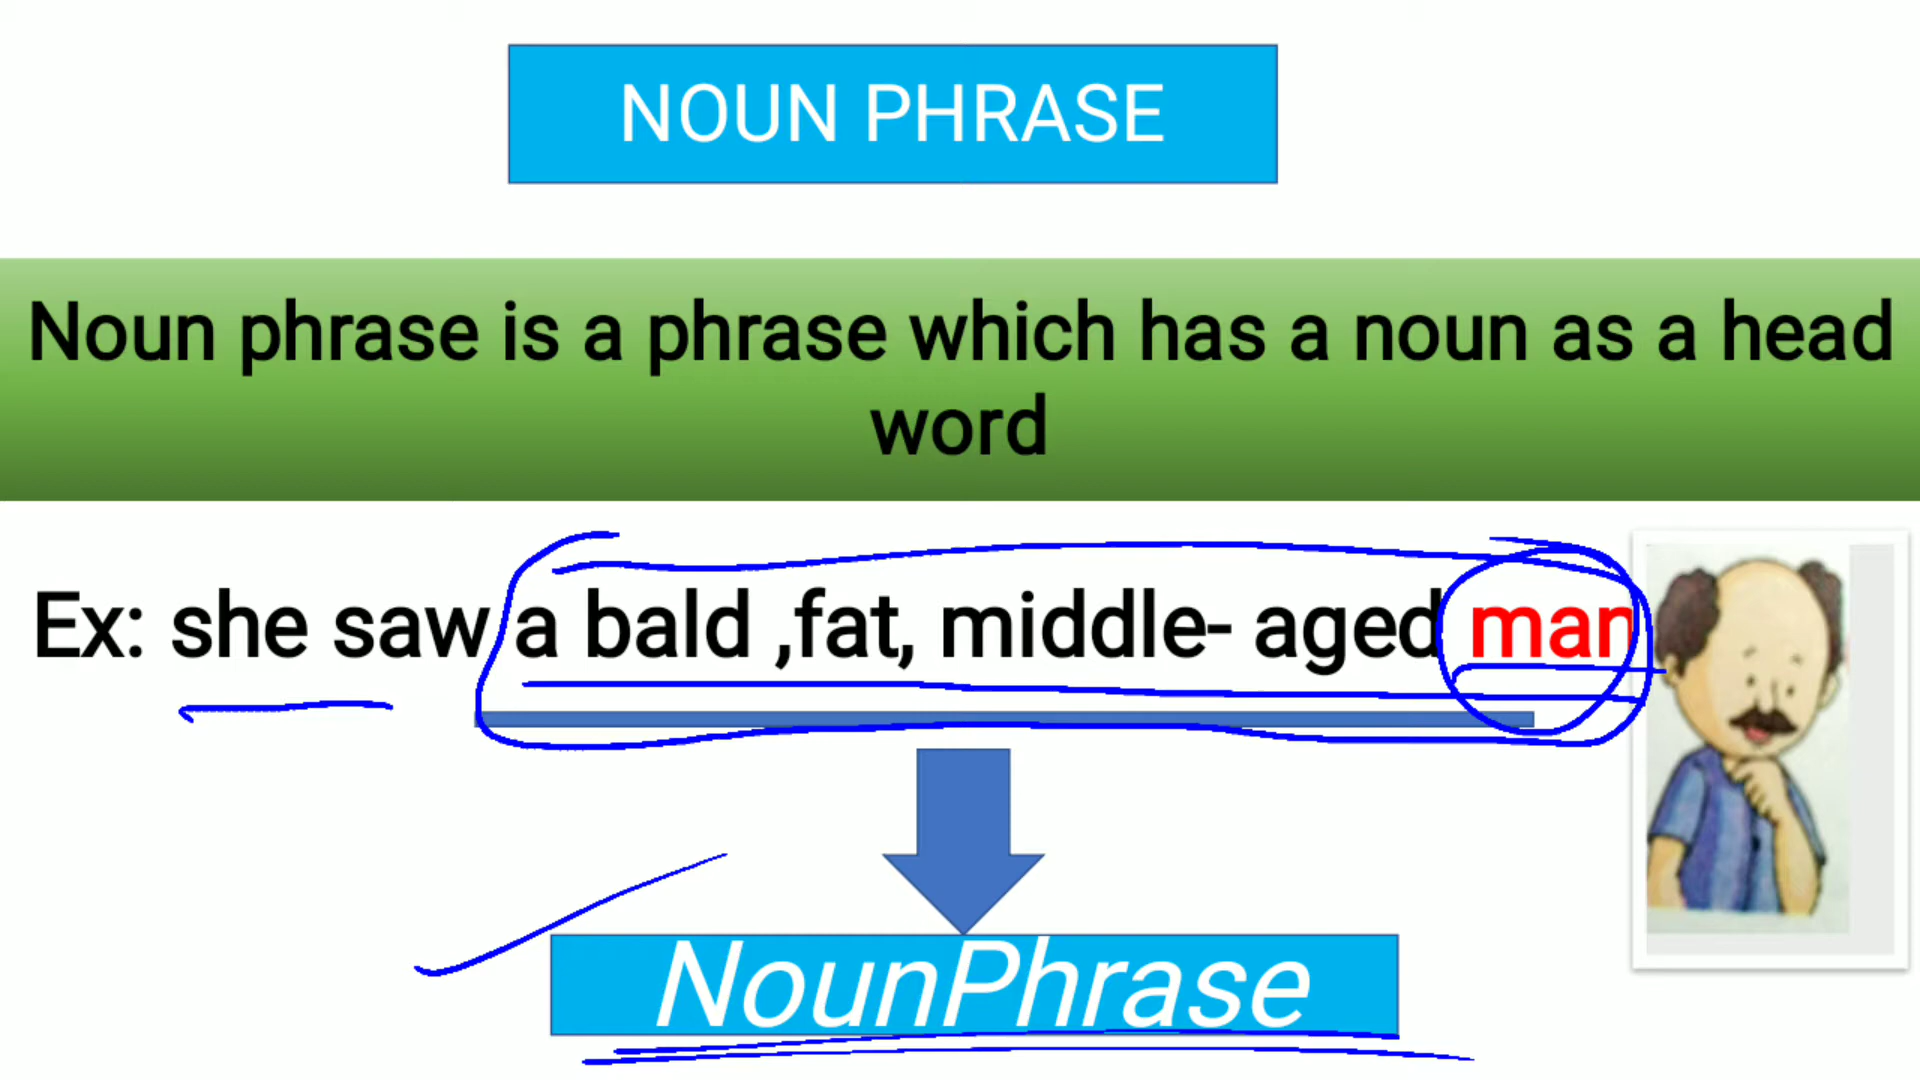 NOUN PHRASE
Noun phrase is a phrase which has a noun as a head
word
Ex: she saw a bald ,fat, middle- aged man
NounPhrase